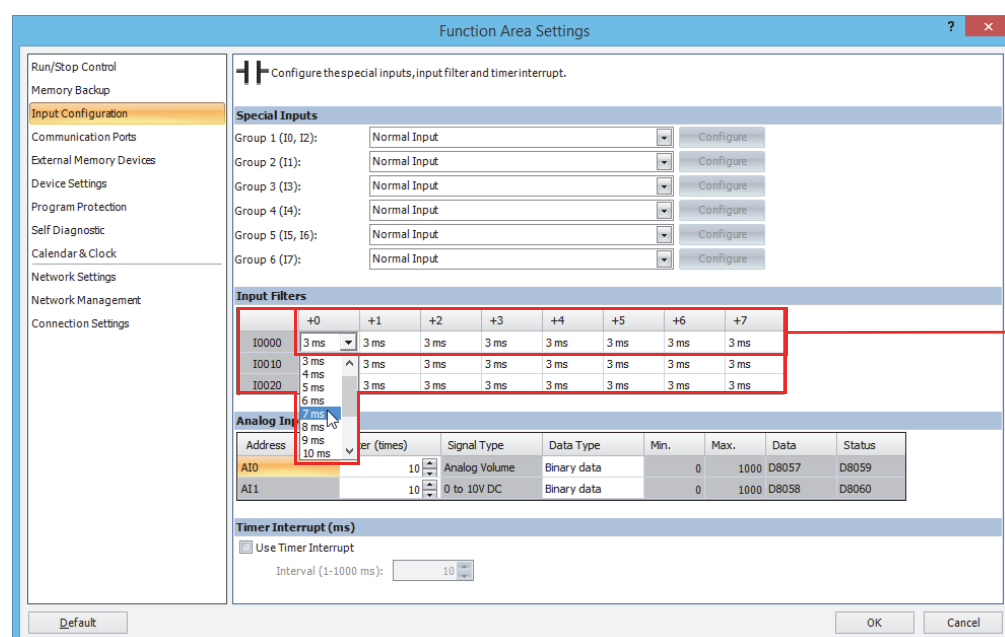 Function Area Settings
?
×
Run/Stop Control
Memory Backup
Input Configuration
Communication Ports
External Memory Devices
Device Settings
Program Protection
Self Diagnostic
Calendar & Clock
Network Settings
Network Management
Connection Settings
Configure the special inputs, input filter and timer interrupt.
Special Inputs
Group 1 (I0, I2): Normal Input Configure
Group 2 (I1): Normal Input Configure
Group 3 (I3): Normal Input Configure
Group 4 (I4): Normal Input Configure
Group 5 (I5, I6): Normal Input Configure
Group 6 (I7): Normal Input Configure
Input Filters
+0 +1 +2 +3 +4 +5 +6 +7
I0000 3 ms 3 ms 3 ms 3 ms 3 ms 3 ms 3 ms 3 ms
I0010 3 ms 3 ms 3 ms 3 ms 3 ms 3 ms 3 ms
I0020 3 ms 3 ms 3 ms 3 ms 3 ms 3 ms 3 ms
3 ms
4 ms
5 ms
6 ms
7 ms
8 ms
9 ms
10 ms
Analog Inp
Address er (times) Signal Type Data Type Min. Max. Data Status
AI0 10 Analog Volume Binary data 0 1000 D8057 D8059
AI1 10 0 to 10V DC Binary data 0 1000 D8058 D8060
Timer Interrupt (ms)
Use Timer Interrupt
Interval (1-1000 ms): 10
Default OK Cancel